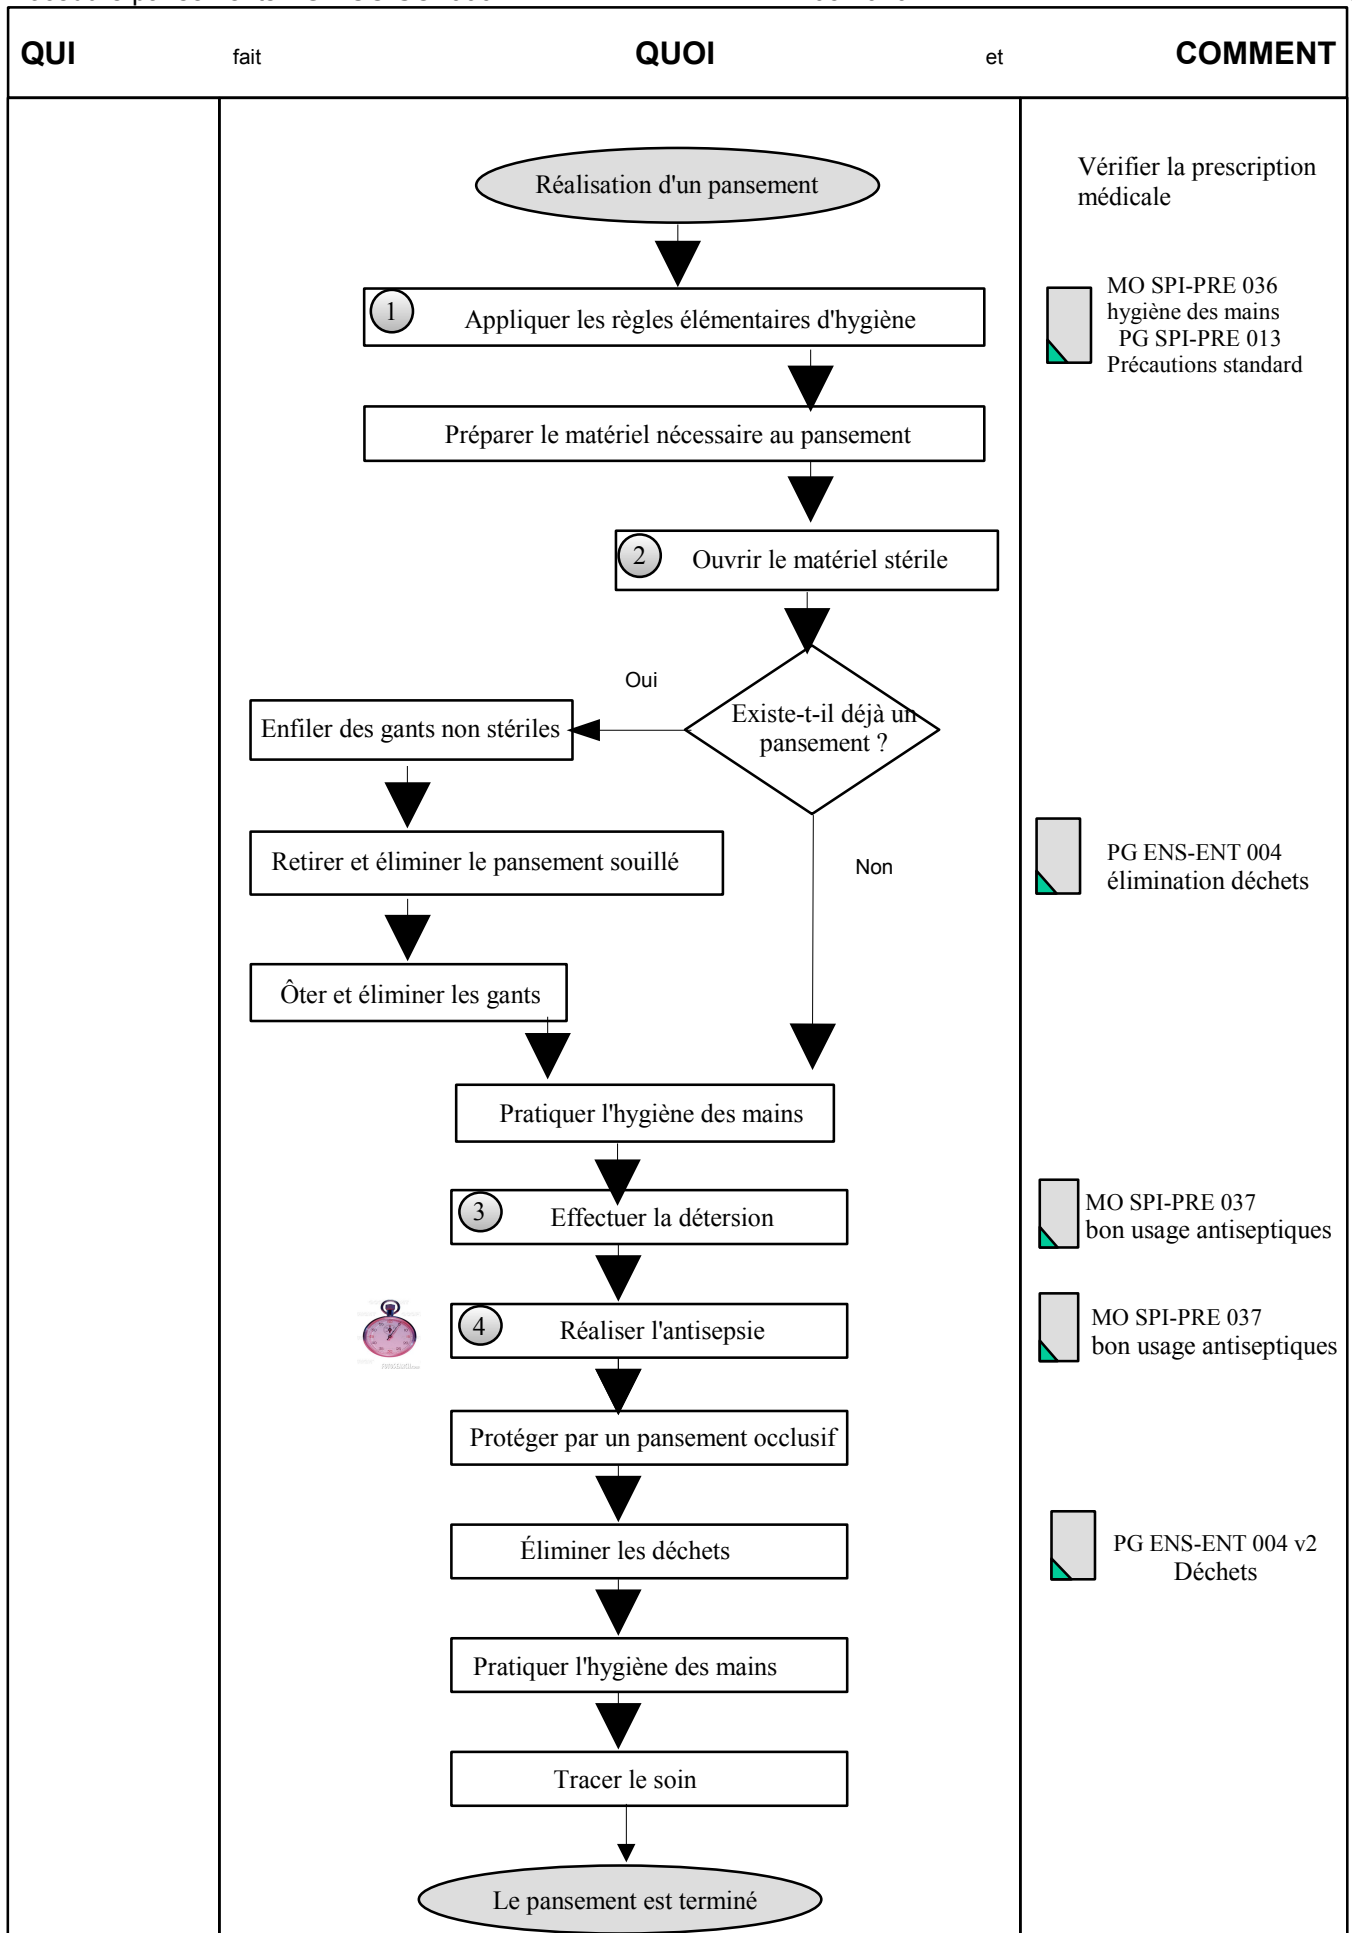 QUI fait QUOI et COMMENT
Réalisation d'un pansement
Vérifier la prescription
médicale
1 Appliquer les règles élémentaires d'hygiène
MO SPI-PRE 036
hygiène des mains
PG SPI-PRE 013
Précautions standard
Préparer le matériel nécessaire au pansement
2 Ouvrir le matériel stérile
Existe-t-il déjà un
pansement ?
Oui
Enfiler des gants non stériles
Retirer et éliminer le pansement souillé
Non
PG ENS-ENT 004
élimination déchets
Ôter et éliminer les gants
Pratiquer l'hygiène des mains
3 Effectuer la détersion
MO SPI-PRE 037
bon usage antiseptiques
4 Réaliser l'antisepsie
MO SPI-PRE 037
bon usage antiseptiques
Protéger par un pansement occlusif
Éliminer les déchets
PG ENS-ENT 004 v2
Déchets
Pratiquer l'hygiène des mains
Tracer le soin
Le pansement est terminé